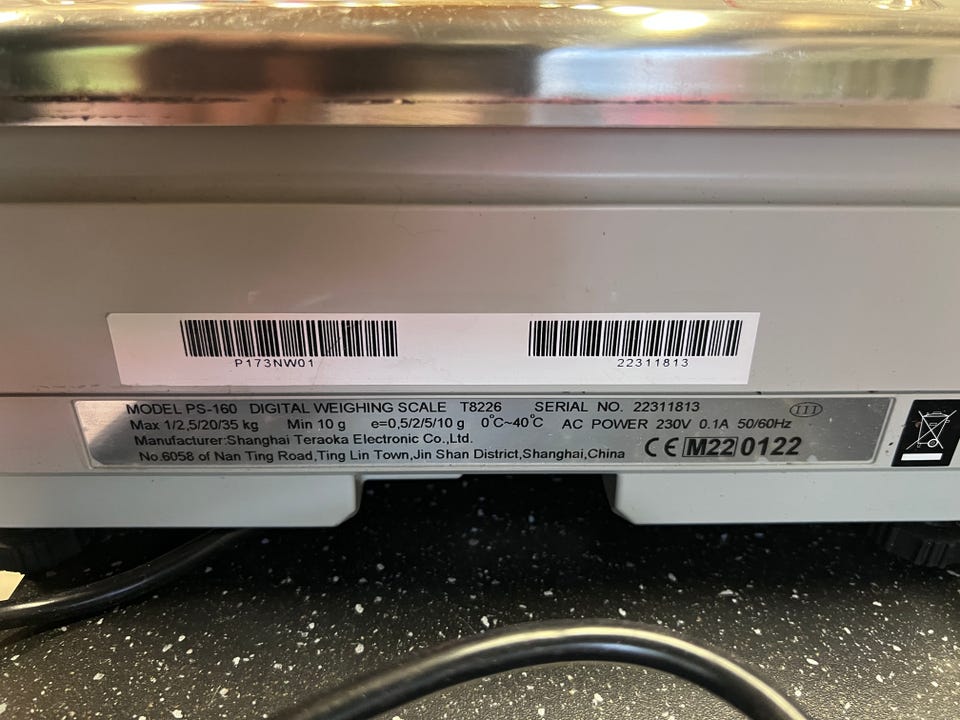 P173NW01
22311813
MODEL PS-160 DIGITAL WEIGHING SCALE T8226 SERIAL NO. 22311813 III
Max 1/2,5/20/35 kg Min 10 g e=0,5/2/5/10 g 0℃~40℃ AC POWER 230V 0.1A 50/60Hz
Manufacturer:Shanghai Teraoka Electronic Co.,Ltd.
No.6058 of Nan Ting Road,Ting Lin Town,Jin Shan District,Shanghai,China
CE M22 0122